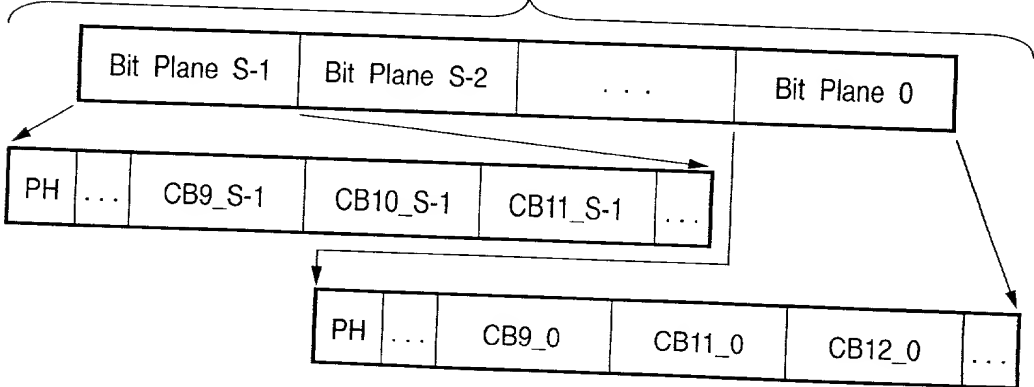 Bit Plane S-1 Bit Plane S-2 . . . Bit Plane 0
PH ... CB9_S-1 CB10_S-1 CB11_S-1 ...
PH ... CB9_0 CB11_0 CB12_0 ...